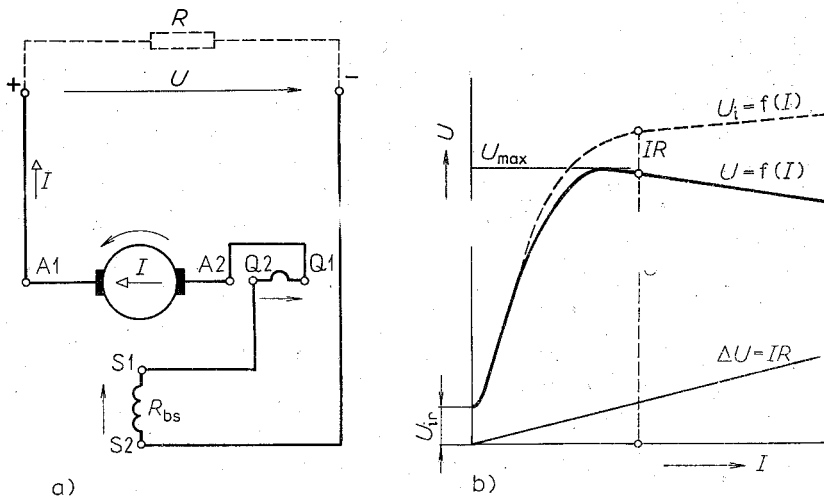 R
+
−
U
I
A1
I
A2
Q2
Q1
S1
R_bs
S2
a)
U
U_max
U_i = f(I)
IR
U = f(I)
ΔU = IR
U_ir
I
b)